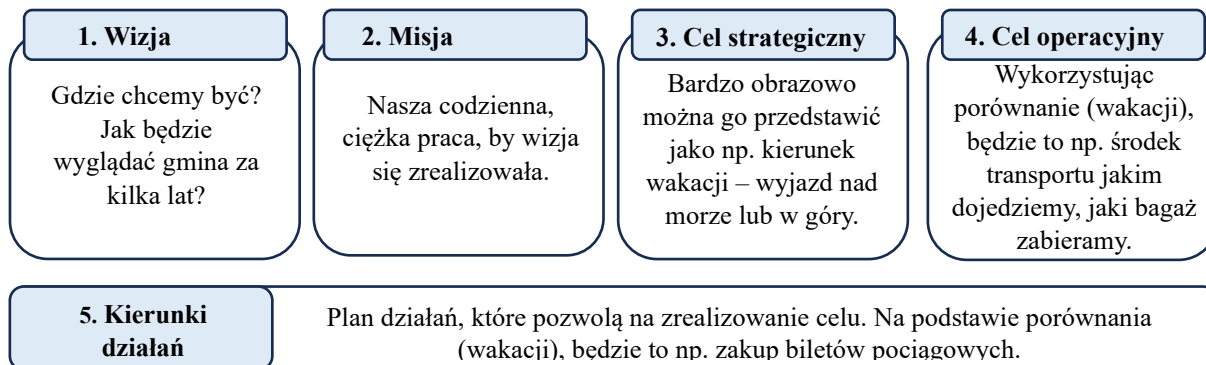 1. Wizja
Gdzie chcemy być?
Jak będzie
wyglądać gmina za
kilka lat?
2. Misja
Nasza codzienna,
ciężka praca, by wizja
się zrealizowała.
3. Cel strategiczny
Bardzo obrazowo
można go przedstawić
jako np. kierunek
wakacji – wyjazd nad
morze lub w góry.
4. Cel operacyjny
Wykorzystując
porównanie (wakacji),
będzie to np. środek
transportu jakim
dojedziemy, jaki bagaż
zabieramy.
5. Kierunki
działań
Plan działań, które pozwolą na zrealizowanie celu. Na podstawie porównania
(wakacji), będzie to np. zakup biletów pociągowych.